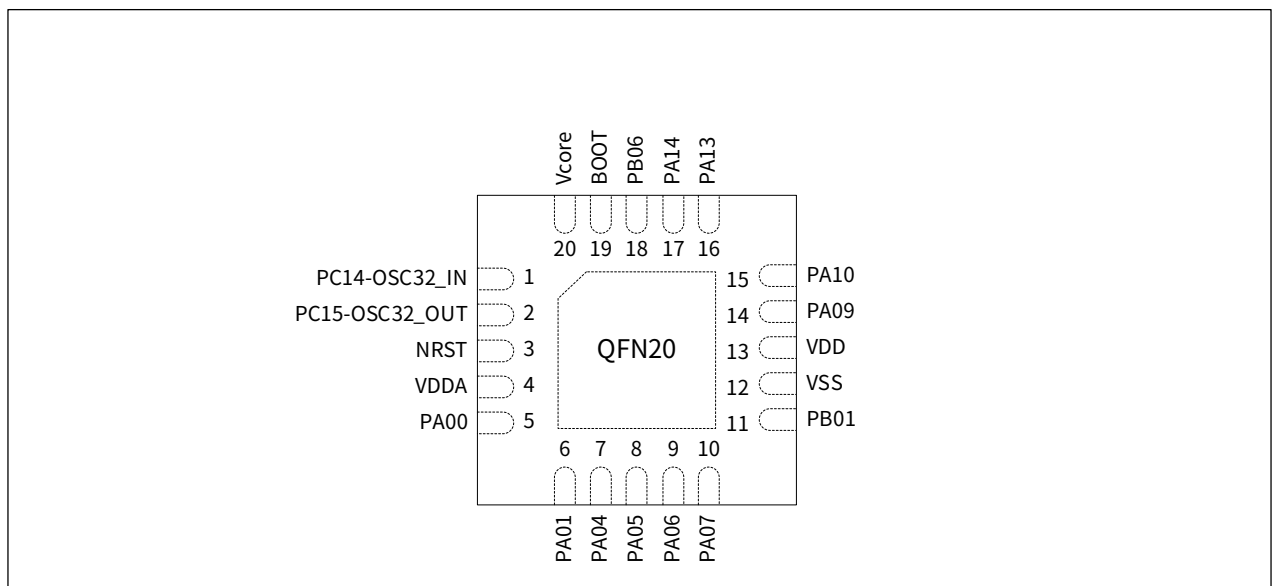 Vcore
BOOT
PB06
PA14
PA13
20
19
18
17
16
PC14-OSC32_IN 1
PC15-OSC32_OUT 2
NRST 3
VDDA 4
PA00 5
QFN20
15 PA10
14 PA09
13 VDD
12 VSS
11 PB01
6
7
8
9
10
PA01
PA04
PA05
PA06
PA07